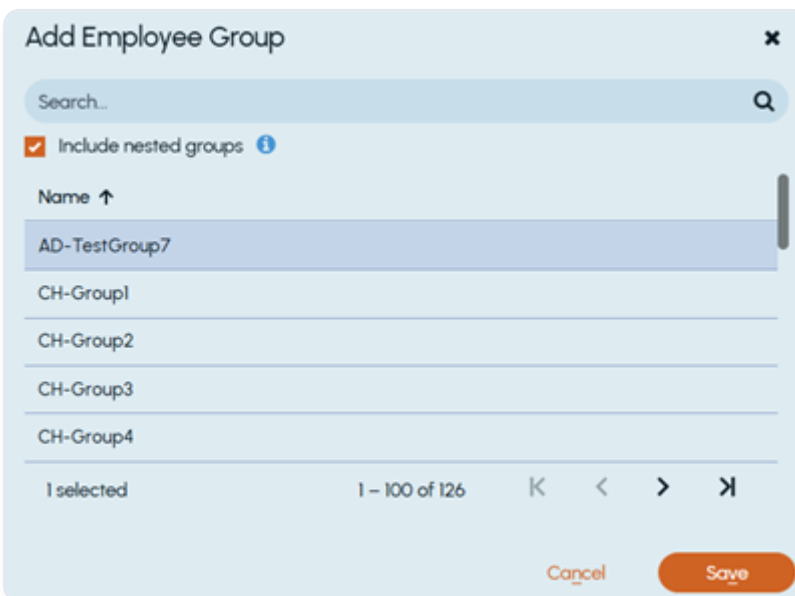 Add Employee Group
Search...
Include nested groups
Name
AD-TestGroup7
CH-Group1
CH-Group2
CH-Group3
CH-Group4
1 selected 1 – 100 of 126
Cancel Save